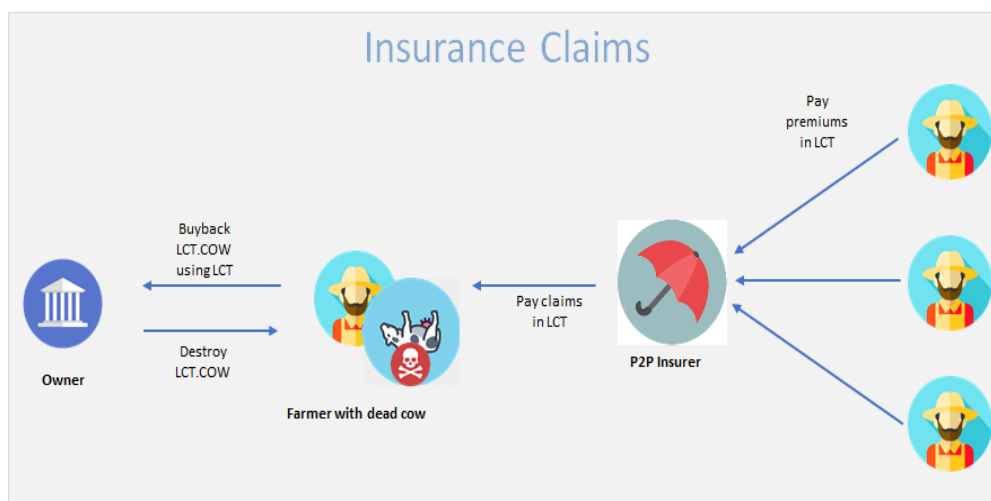 Insurance Claims
Pay
premiums
in LCT
Buyback
LCT.COW
using LCT
Pay claims
in LCT
P2P Insurer
Destroy
LCT.COW
Owner
Farmer with dead cow